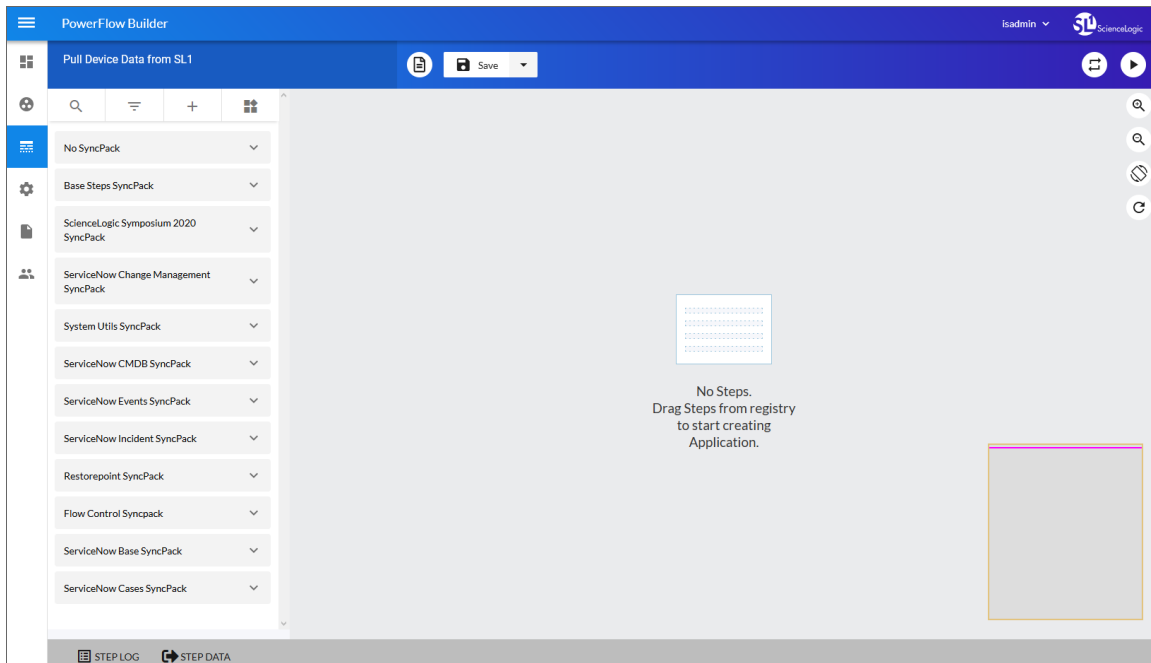 PowerFlow Builder
isadmin
SL1 ScienceLogic
Pull Device Data from SL1
Save
No SyncPack
Base Steps SyncPack
ScienceLogic Symposium 2020
SyncPack
ServiceNow Change Management
SyncPack
System Utils SyncPack
ServiceNow CMDB SyncPack
ServiceNow Events SyncPack
ServiceNow Incident SyncPack
Restorepoint SyncPack
Flow Control Syncpack
ServiceNow Base SyncPack
ServiceNow Cases SyncPack
No Steps.
Drag Steps from registry
to start creating
Application.
STEP LOG
STEP DATA